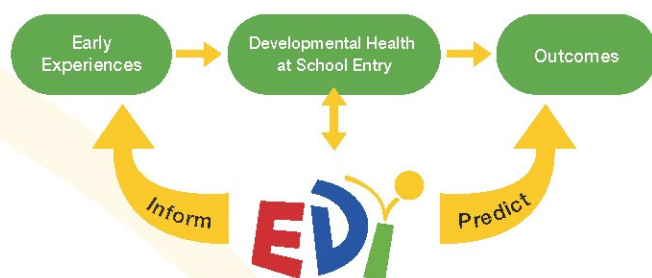 Early
Experiences
Developmental Health
at School Entry
Outcomes
Inform
EDI
Predict